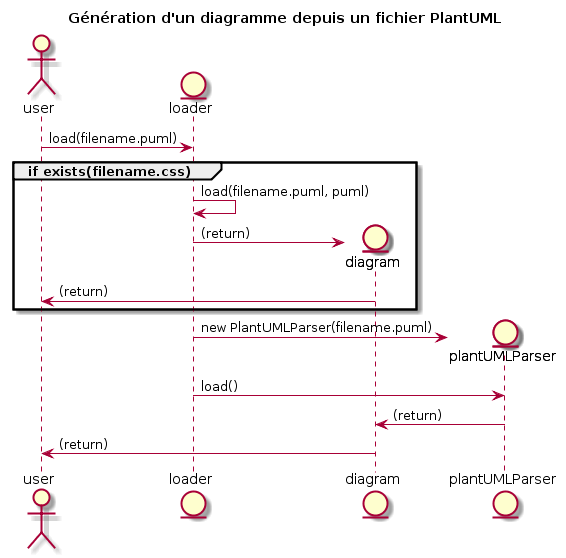 Génération d'un diagramme depuis un fichier PlantUML
user
loader
load(filename.puml)
if exists(filename.css)
load(filename.puml, puml)
(return)
diagram
(return)
new PlantUMLParser(filename.puml)
plantUMLParser
load()
(return)
(return)
user
loader
diagram
plantUMLParser